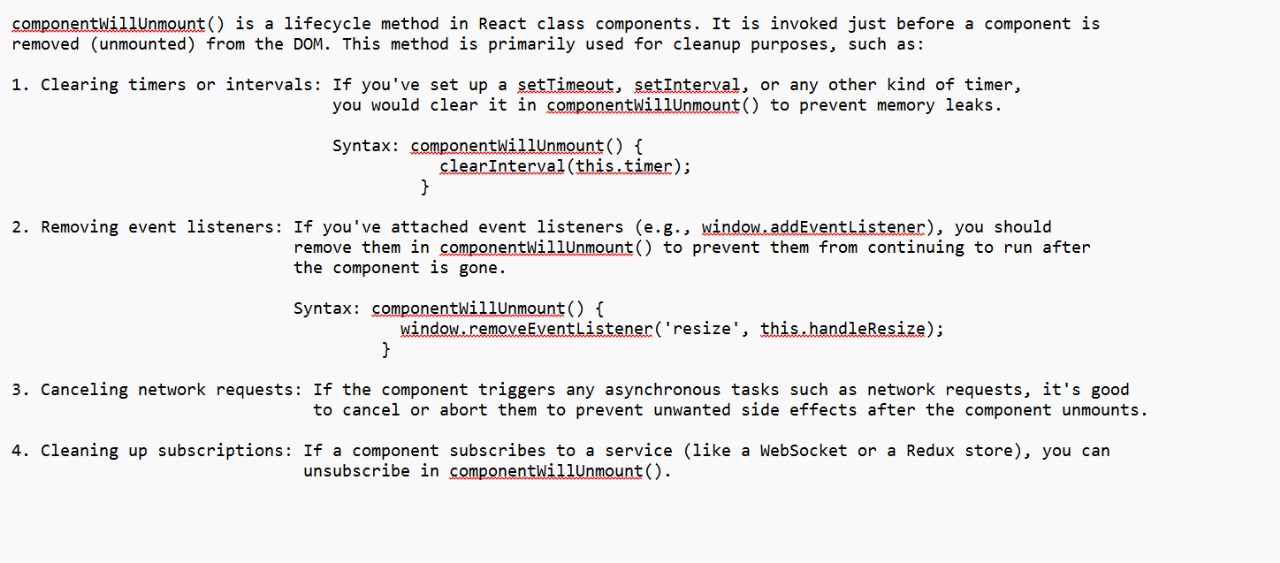 componentWillUnmount() is a lifecycle method in React class components. It is invoked just before a component is
removed (unmounted) from the DOM. This method is primarily used for cleanup purposes, such as:
1. Clearing timers or intervals: If you've set up a setTimeout, setInterval, or any other kind of timer,
you would clear it in componentWillUnmount() to prevent memory leaks.
Syntax: componentWillUnmount() {
clearInterval(this.timer);
}
2. Removing event listeners: If you've attached event listeners (e.g., window.addEventListener), you should
remove them in componentWillUnmount() to prevent them from continuing to run after
the component is gone.
Syntax: componentWillUnmount() {
window.removeEventListener('resize', this.handleResize);
}
3. Canceling network requests: If the component triggers any asynchronous tasks such as network requests, it's good
to cancel or abort them to prevent unwanted side effects after the component unmounts.
4. Cleaning up subscriptions: If a component subscribes to a service (like a WebSocket or a Redux store), you can
unsubscribe in componentWillUnmount().